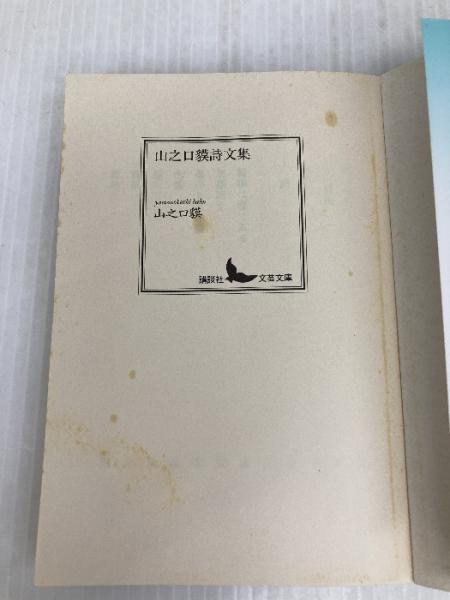 山之口貘詩文集
yamanokuchi baku
山之口貘
講談社 文芸文庫